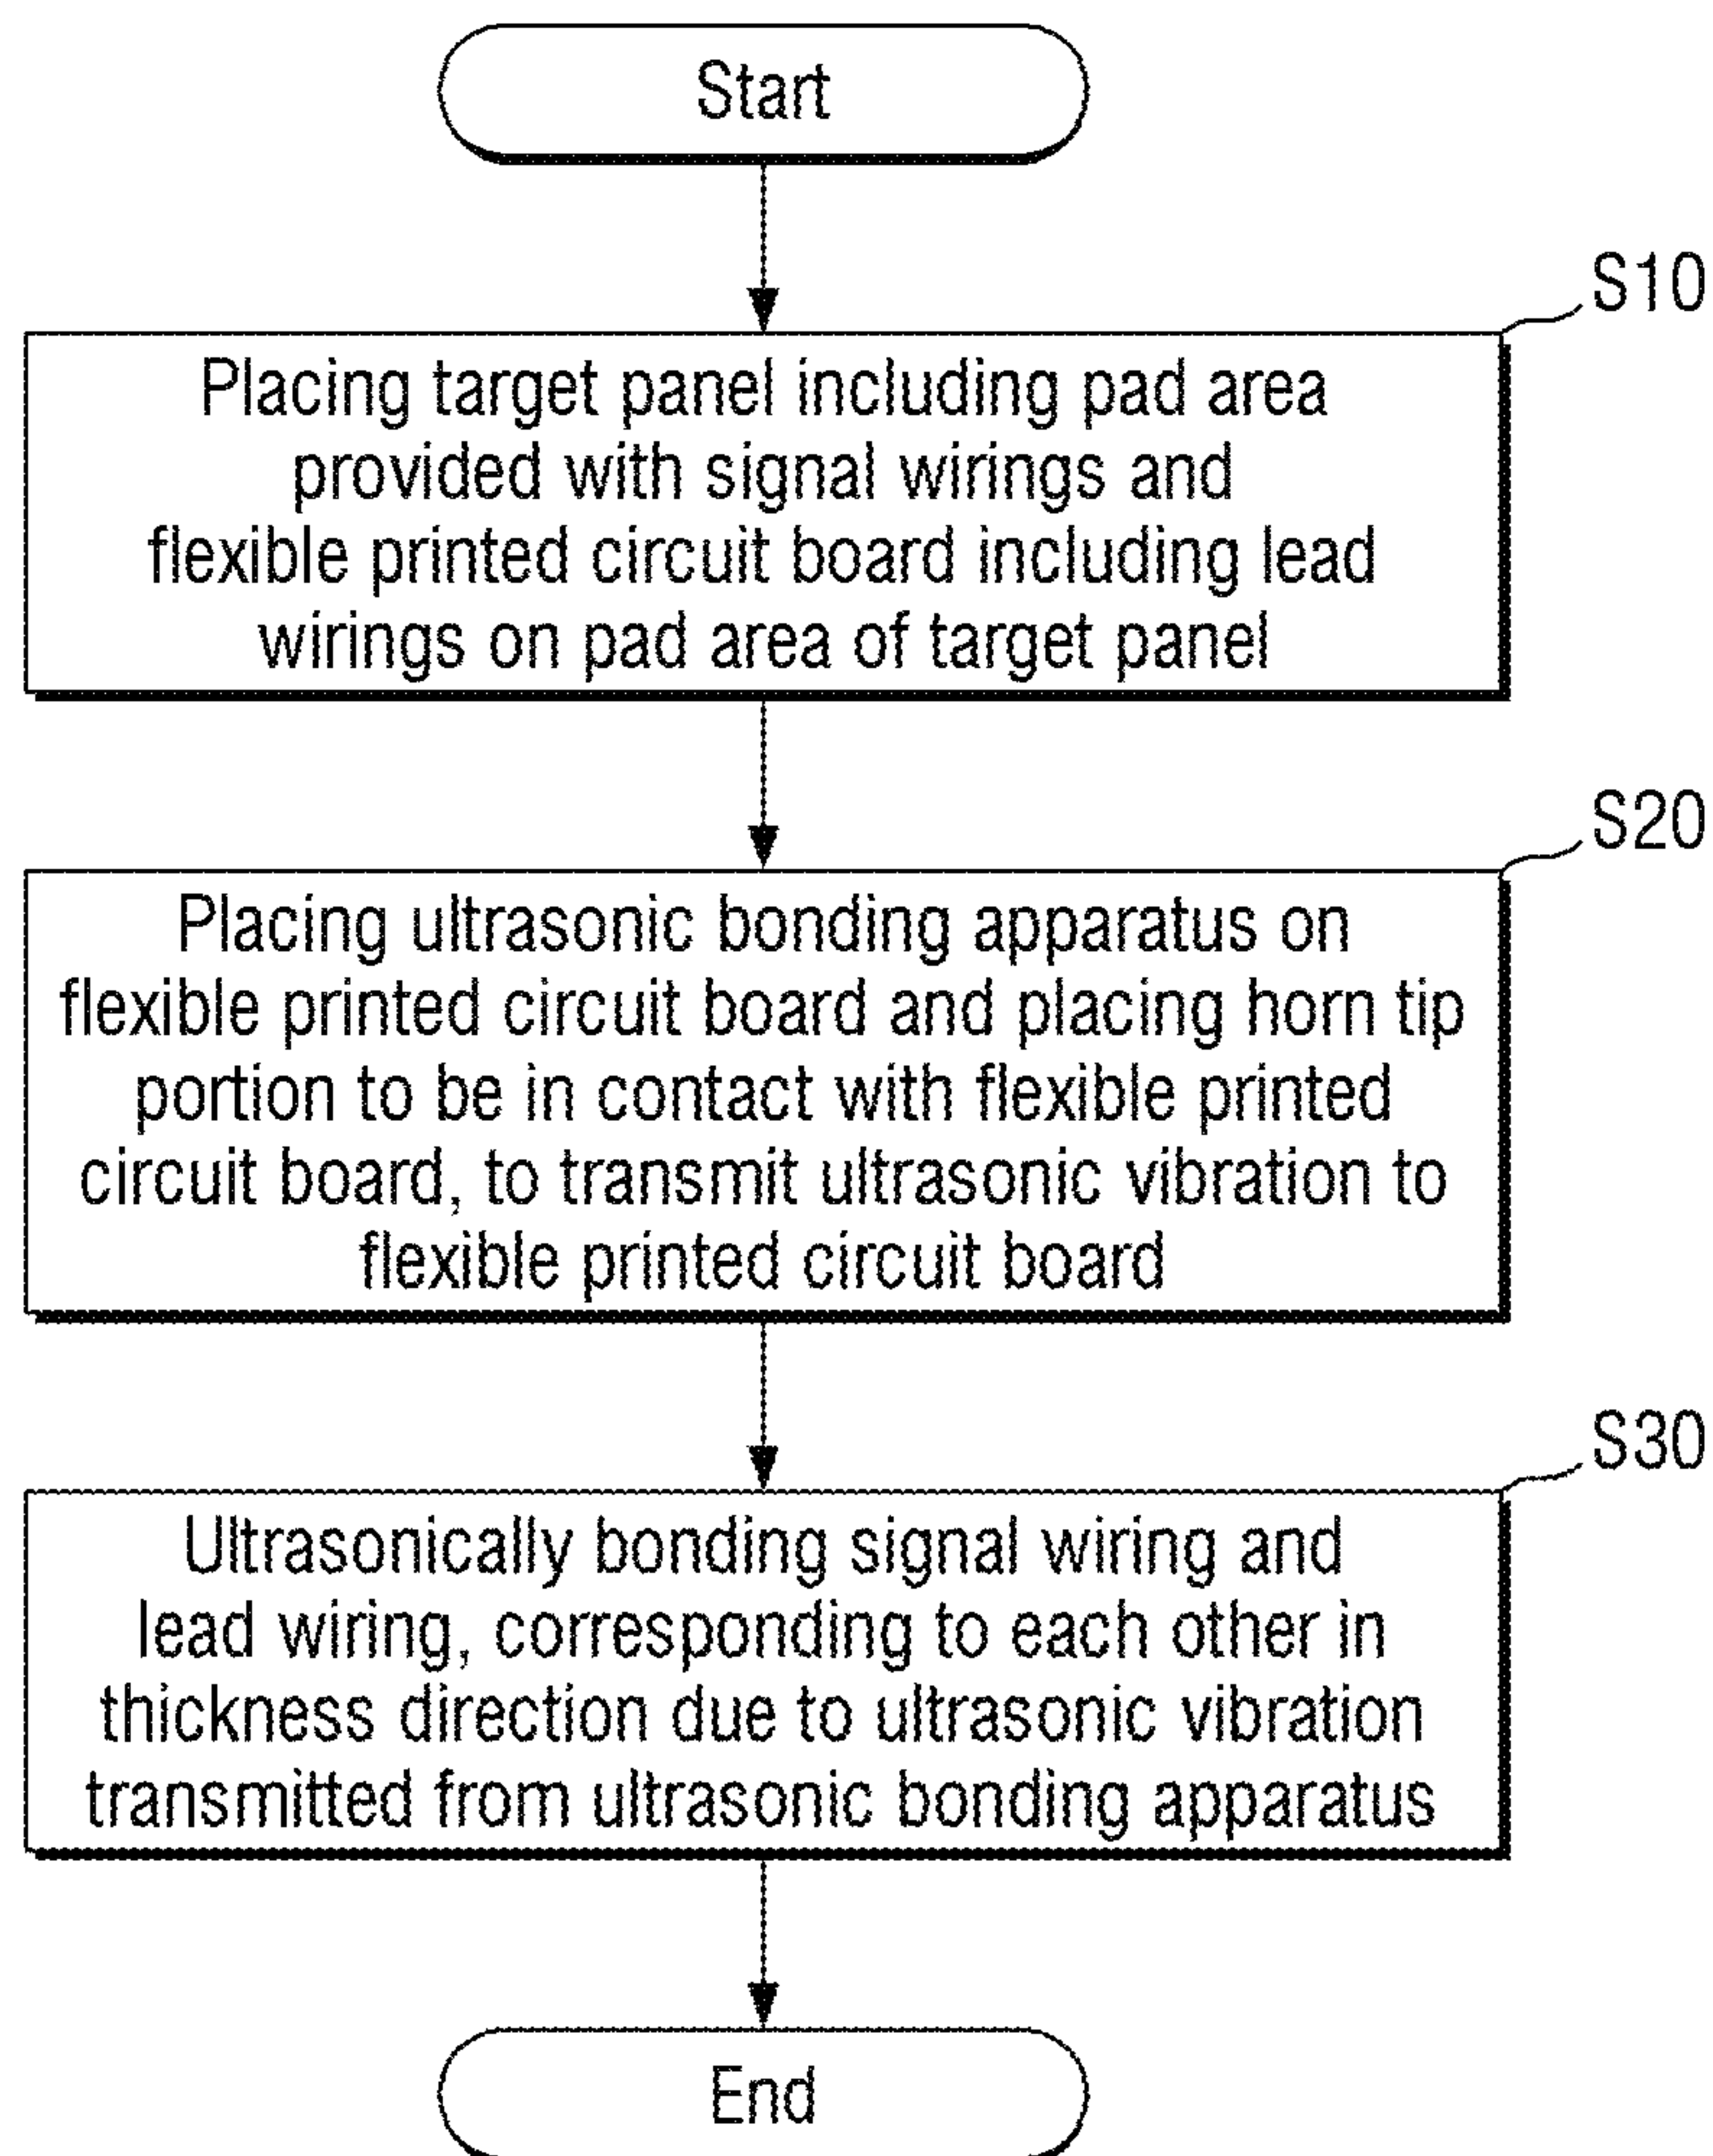 Start
S10
Placing target panel including pad area
provided with signal wirings and
flexible printed circuit board including lead
wirings on pad area of target panel
S20
Placing ultrasonic bonding apparatus on
flexible printed circuit board and placing horn tip
portion to be in contact with flexible printed
circuit board, to transmit ultrasonic vibration to
flexible printed circuit board
S30
Ultrasonically bonding signal wiring and
lead wiring, corresponding to each other in
thickness direction due to ultrasonic vibration
transmitted from ultrasonic bonding apparatus
End